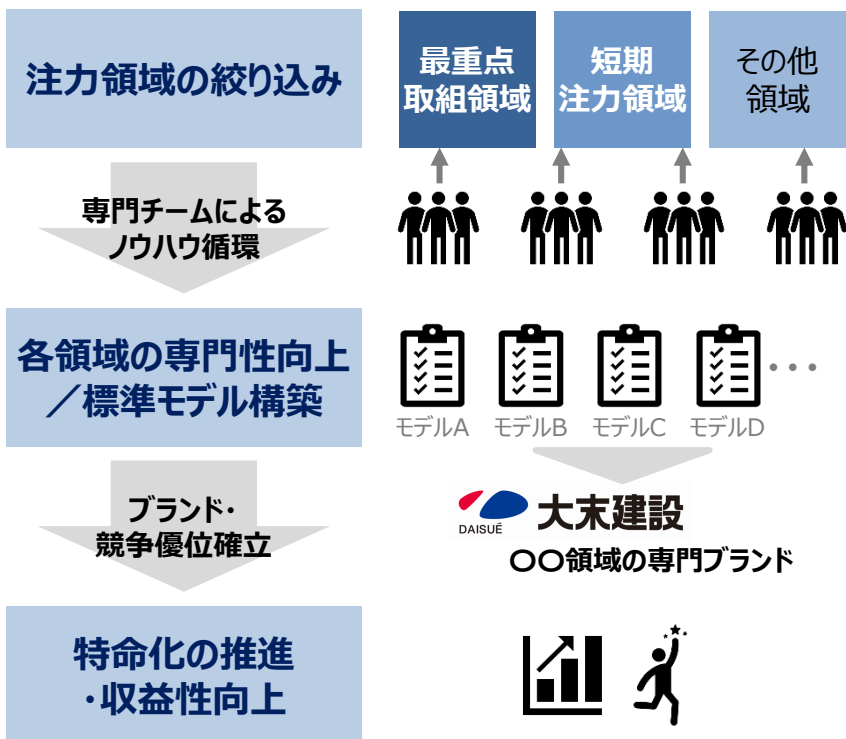 注力領域の絞り込み
最重点
取組領域
短期
注力領域
その他
領域
専門チームによる
ノウハウ循環
各領域の専門性向上
／標準モデル構築
モデルA
モデルB
モデルC
モデルD
・・・
ブランド・
競争優位確立
DAISUÉ
大末建設
〇〇領域の専門ブランド
特命化の推進
・収益性向上